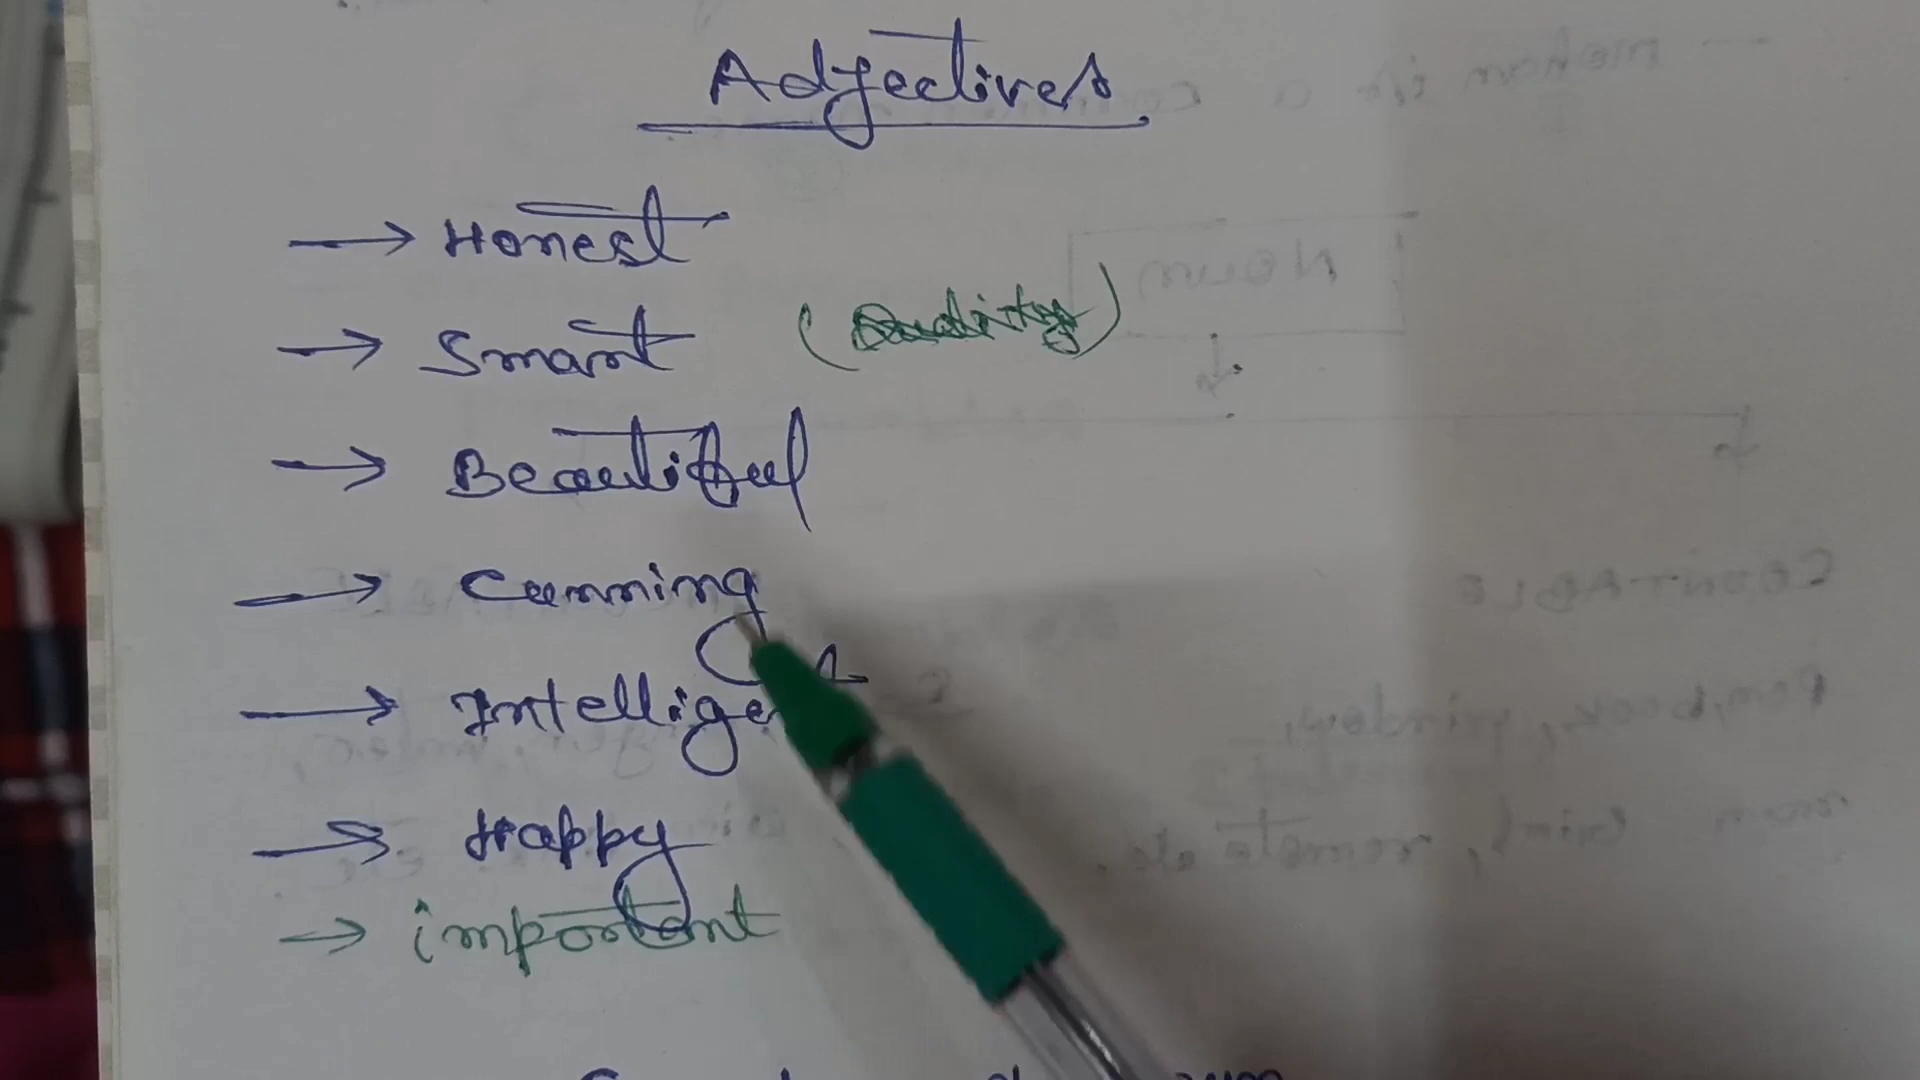 Adjectives
→ Honest
→ Smart (Quality)
→ Beautiful
→ Cunning
→ Intelligent
→ Happy
→ important